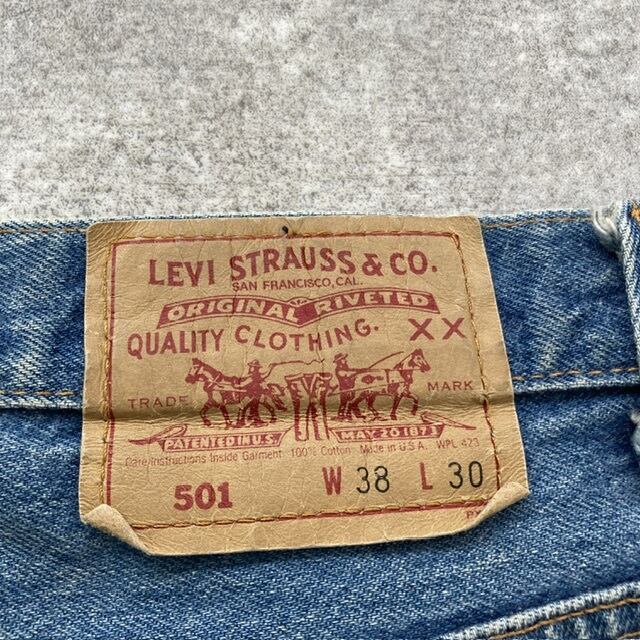 LEVI STRAUSS & CO.
SAN FRANCISCO, CAL.
ORIGINAL RIVETED
QUALITY CLOTHING. XX
TRADE MARK
PATENTED IN U.S. MAY 20 1873
Care/Instructions Inside Garment 100% Cotton Made in U.S.A. WPL 423
501 W 38 L 30